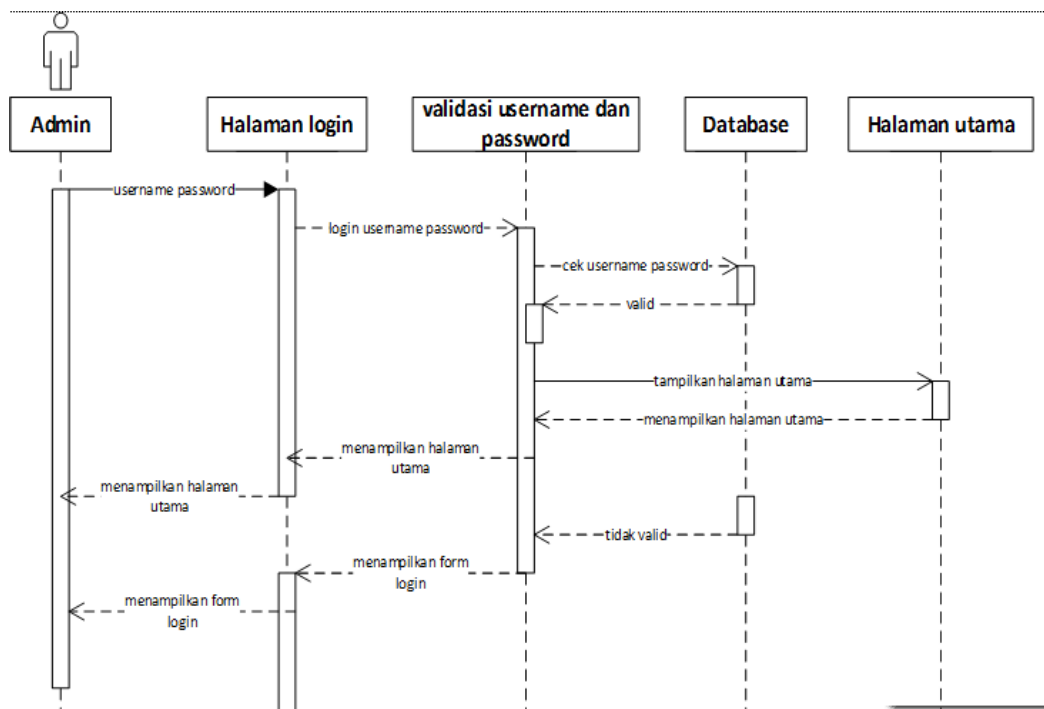 Admin
Halaman login
validasi username dan
password
Database
Halaman utama
username password
login username password
cek username password
valid
tampilkan halaman utama
menampilkan halaman utama
menampilkan halaman
utama
menampilkan halaman
utama
tidak valid
menampilkan form
login
menampilkan form
login